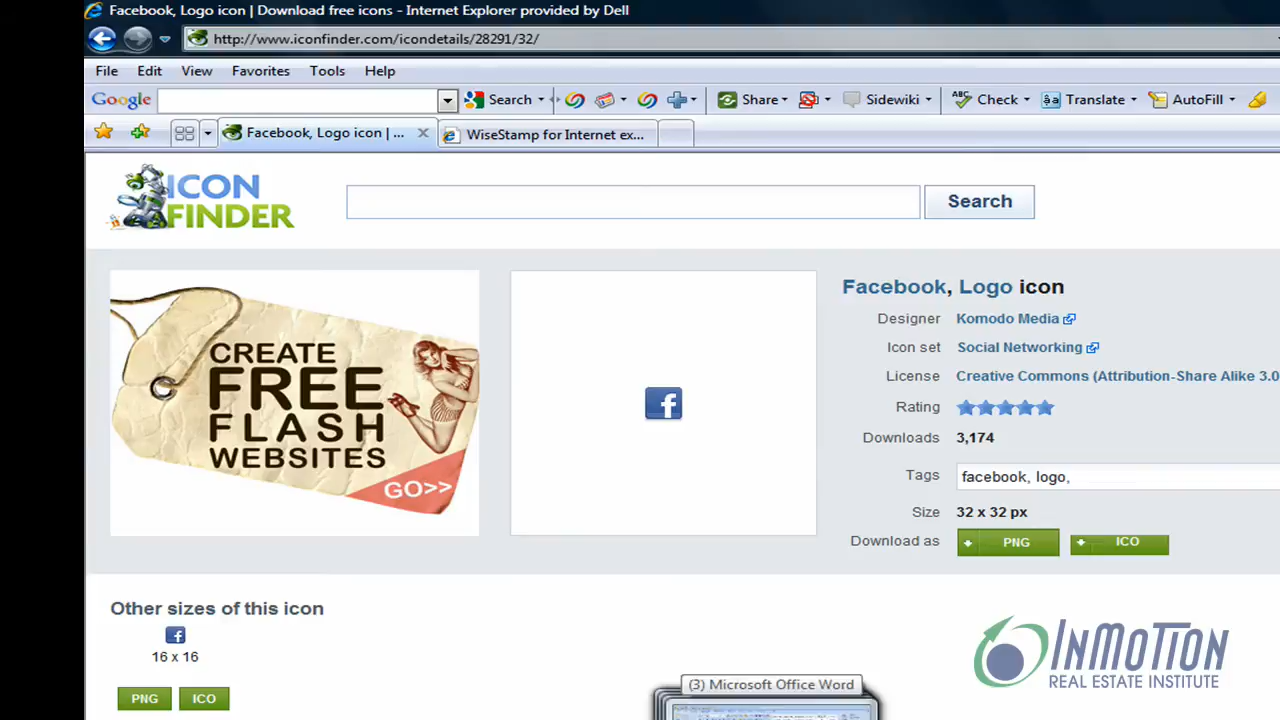 Facebook, Logo icon | Download free icons - Internet Explorer provided by Dell
http://www.iconfinder.com/icondetails/28291/32/
File Edit View Favorites Tools Help
Google Search Share Sidewiki ABC Check aあ Translate AutoFill
Facebook, Logo icon | ... WiseStamp for Internet ex...
ICON
FINDER
Search
CREATE
FREE
FLASH
WEBSITES
GO>>
f
Facebook, Logo icon
Designer Komodo Media
Icon set Social Networking
License Creative Commons (Attribution-Share Alike 3.0
Rating
Downloads 3,174
Tags facebook, logo,
Size 32 x 32 px
Download as PNG ICO
Other sizes of this icon
f
16 x 16
PNG ICO
INMOTION
REAL ESTATE INSTITUTE
(3) Microsoft Office Word